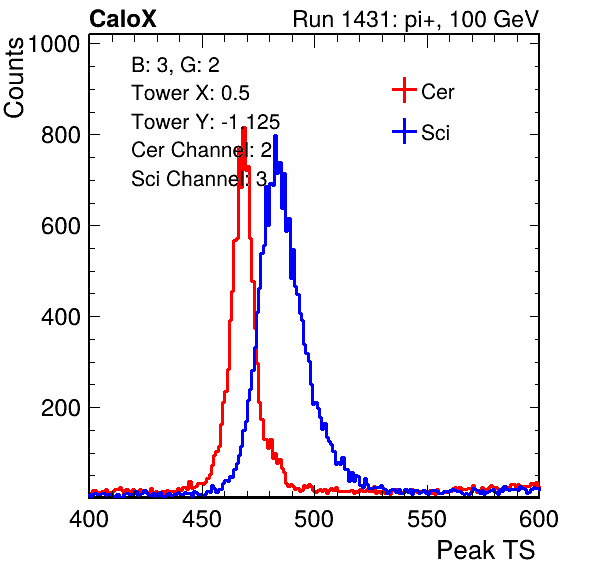 CaloX
Run 1431: pi+, 100 GeV
Counts
B: 3, G: 2
Tower X: 0.5
Tower Y: -1.125
Cer Channel: 2
Sci Channel: 3
Cer
Sci
1000
800
600
400
200
400 450 500 550 600
Peak TS